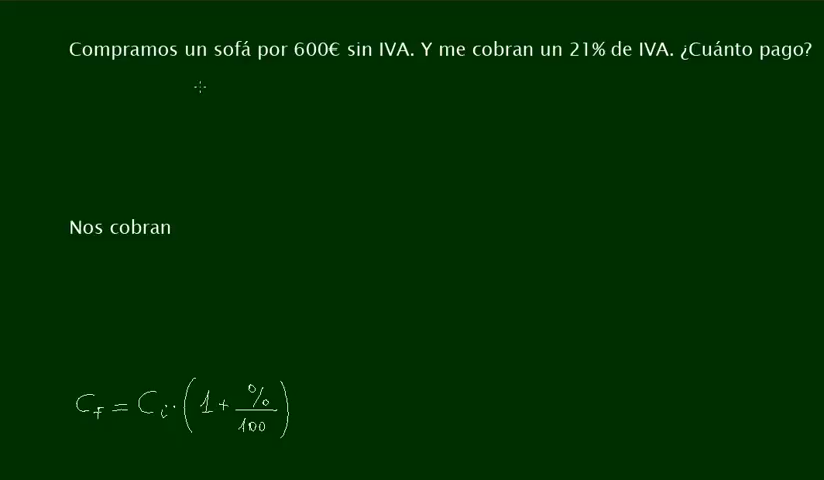 Compramos un sofá por 600€ sin IVA. Y me cobran un 21% de IVA. ¿Cuánto pago?
Nos cobran
C_f = C_i · (1 + %/100)